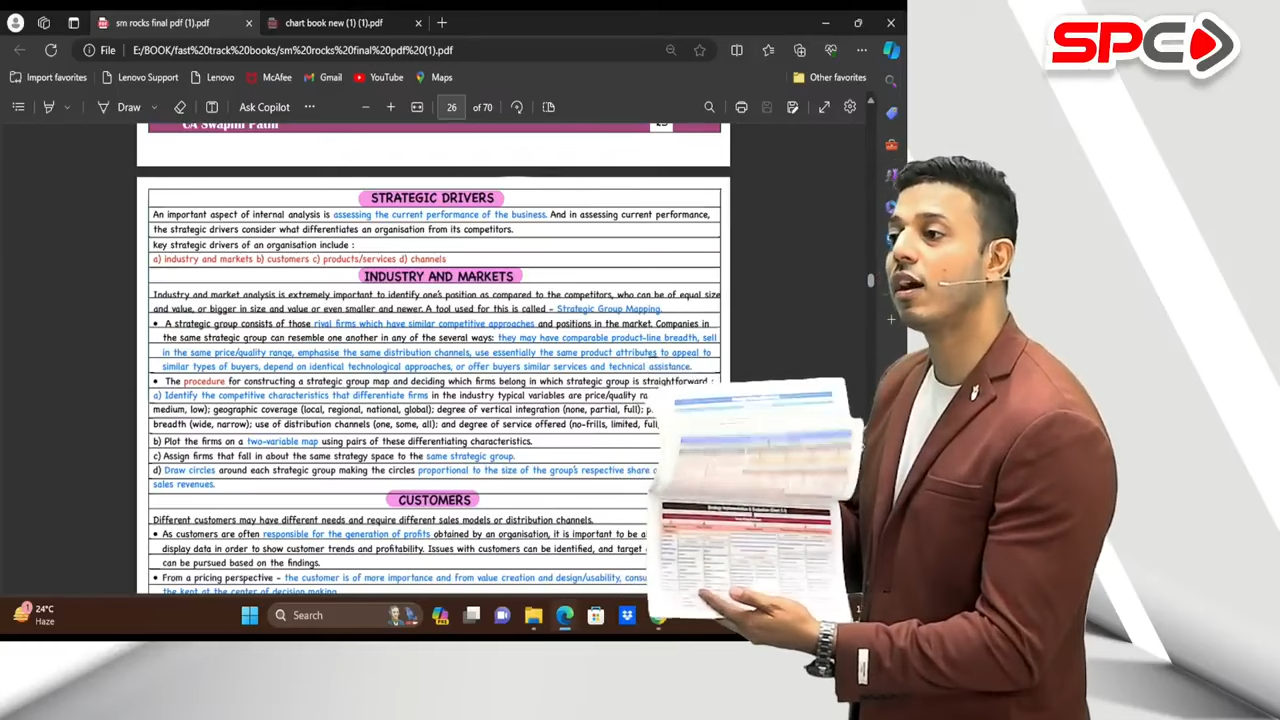 sm rocks final pdf (1).pdf
chart book new (1) (1).pdf
File E:/BOOK/fast%20track%20books/sm%20rocks%20final%20pdf%20(1).pdf
Import favorites Lenovo Support Lenovo McAfee Gmail YouTube Maps Other favorites
Draw Ask Copilot 26 of 70
CA Swapnil Patni
STRATEGIC DRIVERS
An important aspect of internal analysis is assessing the current performance of the business. And in assessing current performance,
the strategic drivers consider what differentiates an organisation from its competitors.
key strategic drivers of an organisation include :
a) industry and markets b) customers c) products/services d) channels
INDUSTRY AND MARKETS
Industry and market analysis is extremely important to identify one's position as compared to the competitors, who can be of equal size
and value, or bigger in size and value or even smaller and newer. A tool used for this is called - Strategic Group Mapping.
• A strategic group consists of those rival firms which have similar competitive approaches and positions in the market. Companies in
the same strategic group can resemble one another in any of the several ways: they may have comparable product-line breadth, sell
in the same price/quality range, emphasise the same distribution channels, use essentially the same product attributes to appeal to
similar types of buyers, depend on identical technological approaches, or offer buyers similar services and technical assistance.
• The procedure for constructing a strategic group map and deciding which firms belong in which strategic group is straightforward :
a) Identify the competitive characteristics that differentiate firms in the industry typical variables are price/quality
medium, low); geographic coverage (local, regional, national, global); degree of vertical integration (none, partial, full);
breadth (wide, narrow); use of distribution channels (one, some, all); and degree of service offered (no-frills, limited, full
b) Plot the firms on a two-variable map using pairs of these differentiating characteristics.
c) Assign firms that fall in about the same strategy space to the same strategic group.
d) Draw circles around each strategic group making the circles proportional to the size of the group's respective share
sales revenues.
CUSTOMERS
Different customers may have different needs and require different sales models or distribution channels.
• As customers are often responsible for the generation of profits obtained by an organisation, it is important to be a
display data in order to show customer trends and profitability. Issues with customers can be identified, and target
can be pursued based on the findings.
• From a pricing perspective - the customer is of more importance and from value creation and design/usability,
the kept at the center of decision making
24°C
Haze
Search
SPC